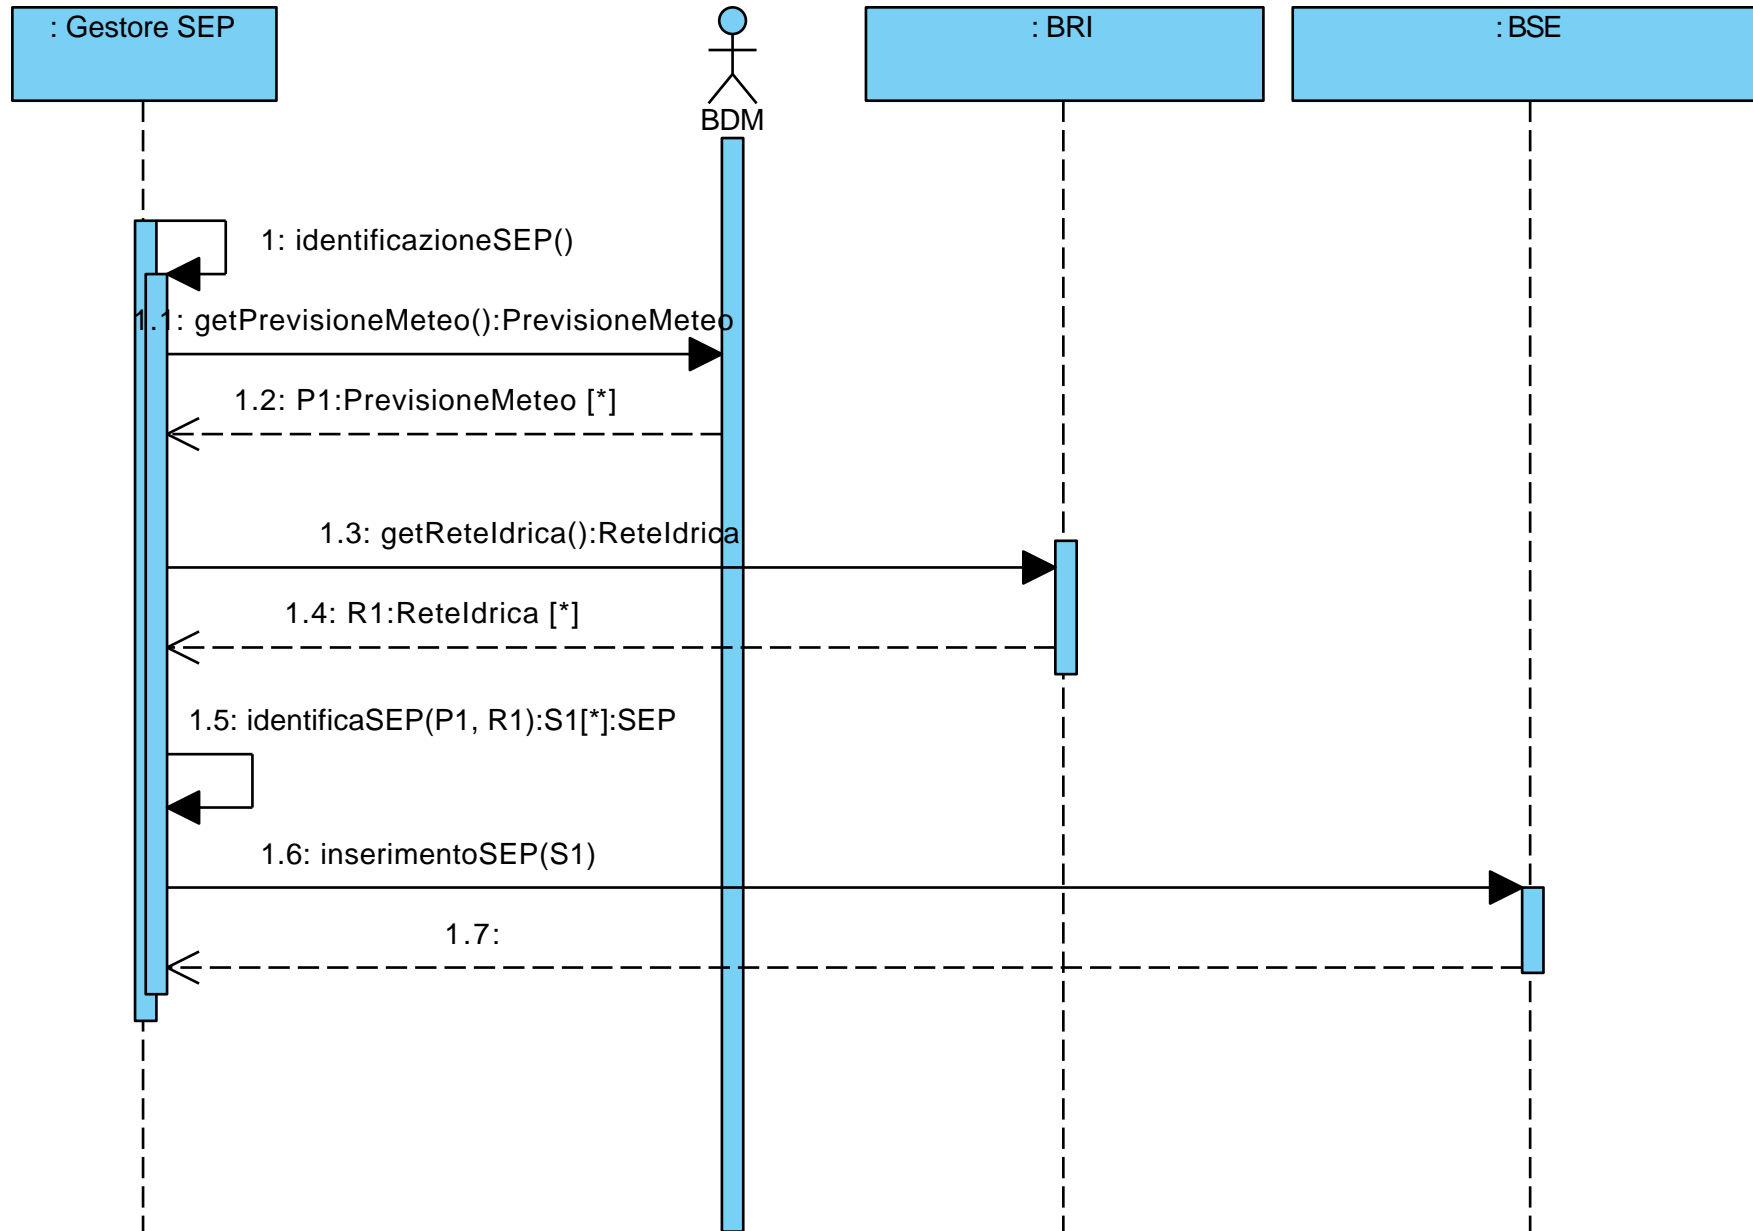 : Gestore SEP
BDM
: BRI
: BSE
1: identificazioneSEP()
1.1: getPrevisioneMeteo():PrevisioneMeteo
1.2: P1:PrevisioneMeteo [*]
1.3: getReteIdrica():ReteIdrica
1.4: R1:ReteIdrica [*]
1.5: identificaSEP(P1, R1):S1[*]:SEP
1.6: inserimentoSEP(S1)
1.7: